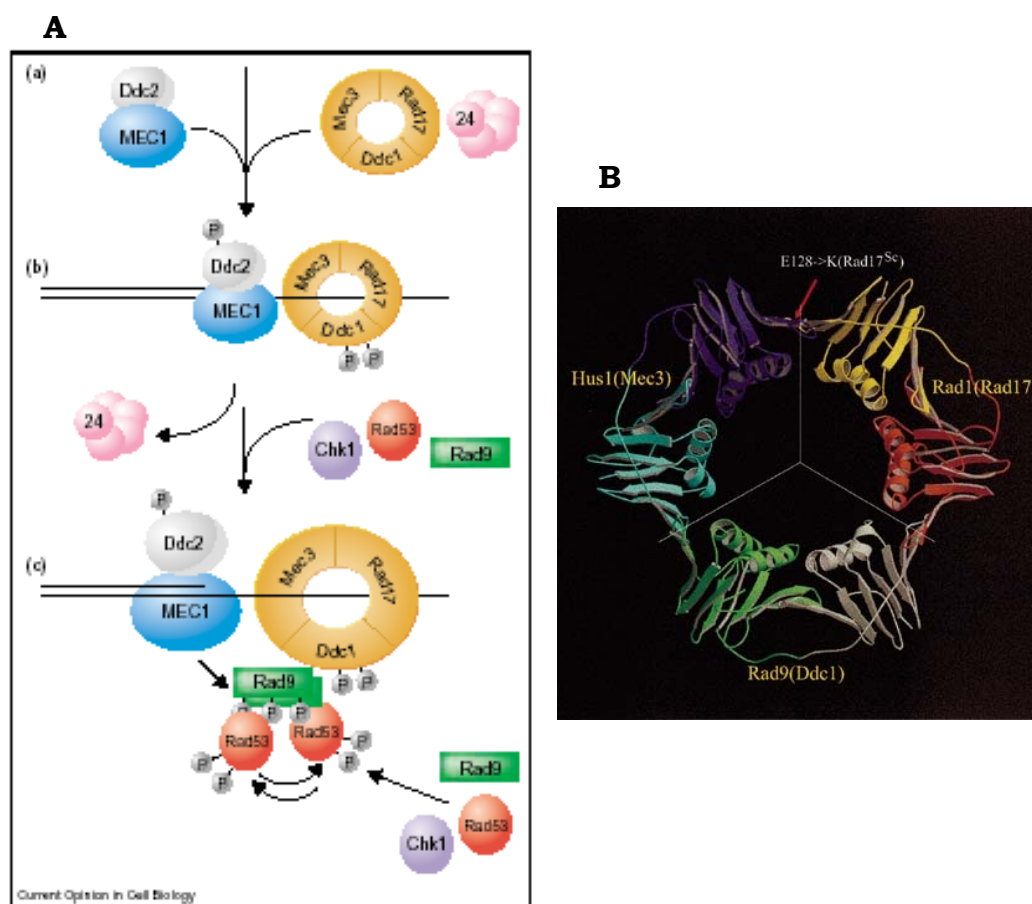 A
(a)
Ddc2
MEC1
Mec3
Rad17
Ddc1
24
P
(b)
Ddc2
MEC1
Mec3
Rad17
Ddc1
P P
24
Chk1
Rad53
Rad9
P
(c)
Ddc2
MEC1
Mec3
Rad17
Ddc1
P P
Rad9
P P P
Rad53
Rad53
P
P
P
P
Rad9
Rad53
Chk1
Current Opinion in Cell Biology
B
E128->K(Rad17Sc)
Hus1(Mec3)
Rad1(Rad17
Rad9(Ddc1)